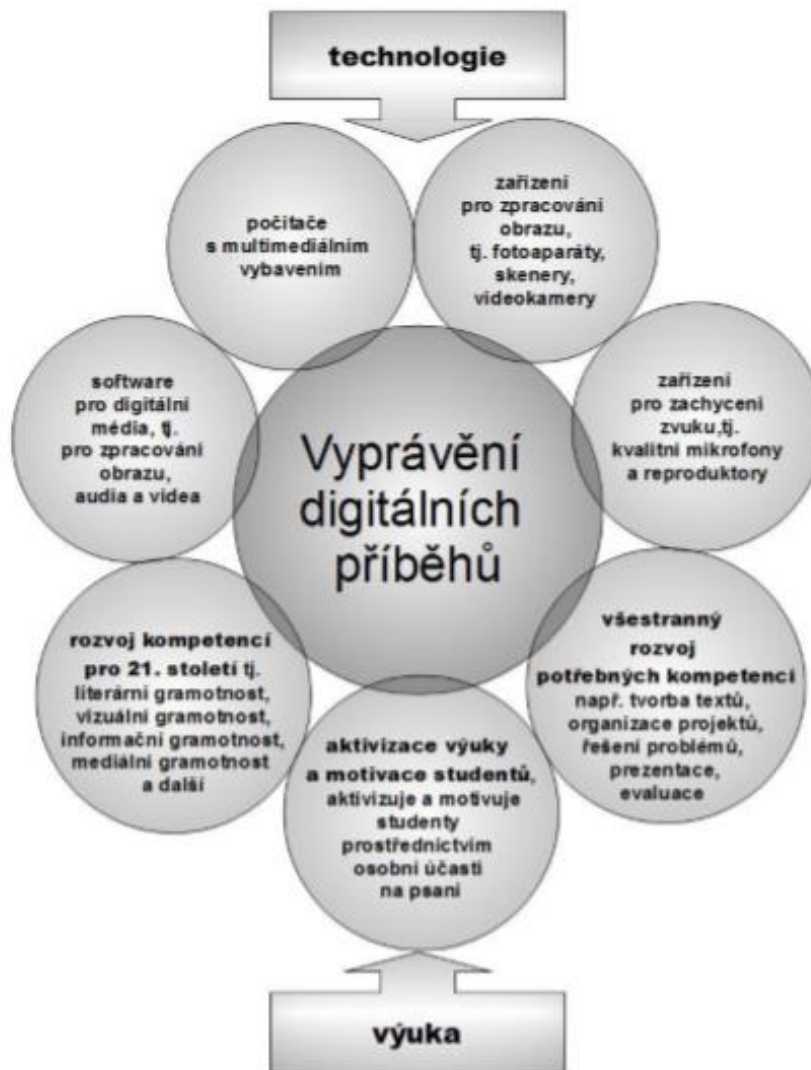 technologie
počítače
s multimediálním
vybavením
zařízení
pro zpracování
obrazu,
tj. fotoaparáty,
skenery,
videokamery
software
pro digitální
média, tj.
pro zpracování
obrazu,
audia a videa
zařízení
pro zachycení
zvuku,tj.
kvalitní mikrofony
a reproduktory
Vyprávění
digitálních
příběhů
rozvoj kompetencí
pro 21. století tj.
literární gramotnost,
vizuální gramotnost,
informační gramotnost,
mediální gramotnost
a další
všestranný
rozvoj
potřebných kompetencí
např. tvorba textů,
organizace projektů,
řešení problémů,
prezentace,
evaluace
aktivizace výuky
a motivace studentů,
aktivizuje a motivuje
studenty
prostřednictvím
osobní účasti
na psaní
výuka